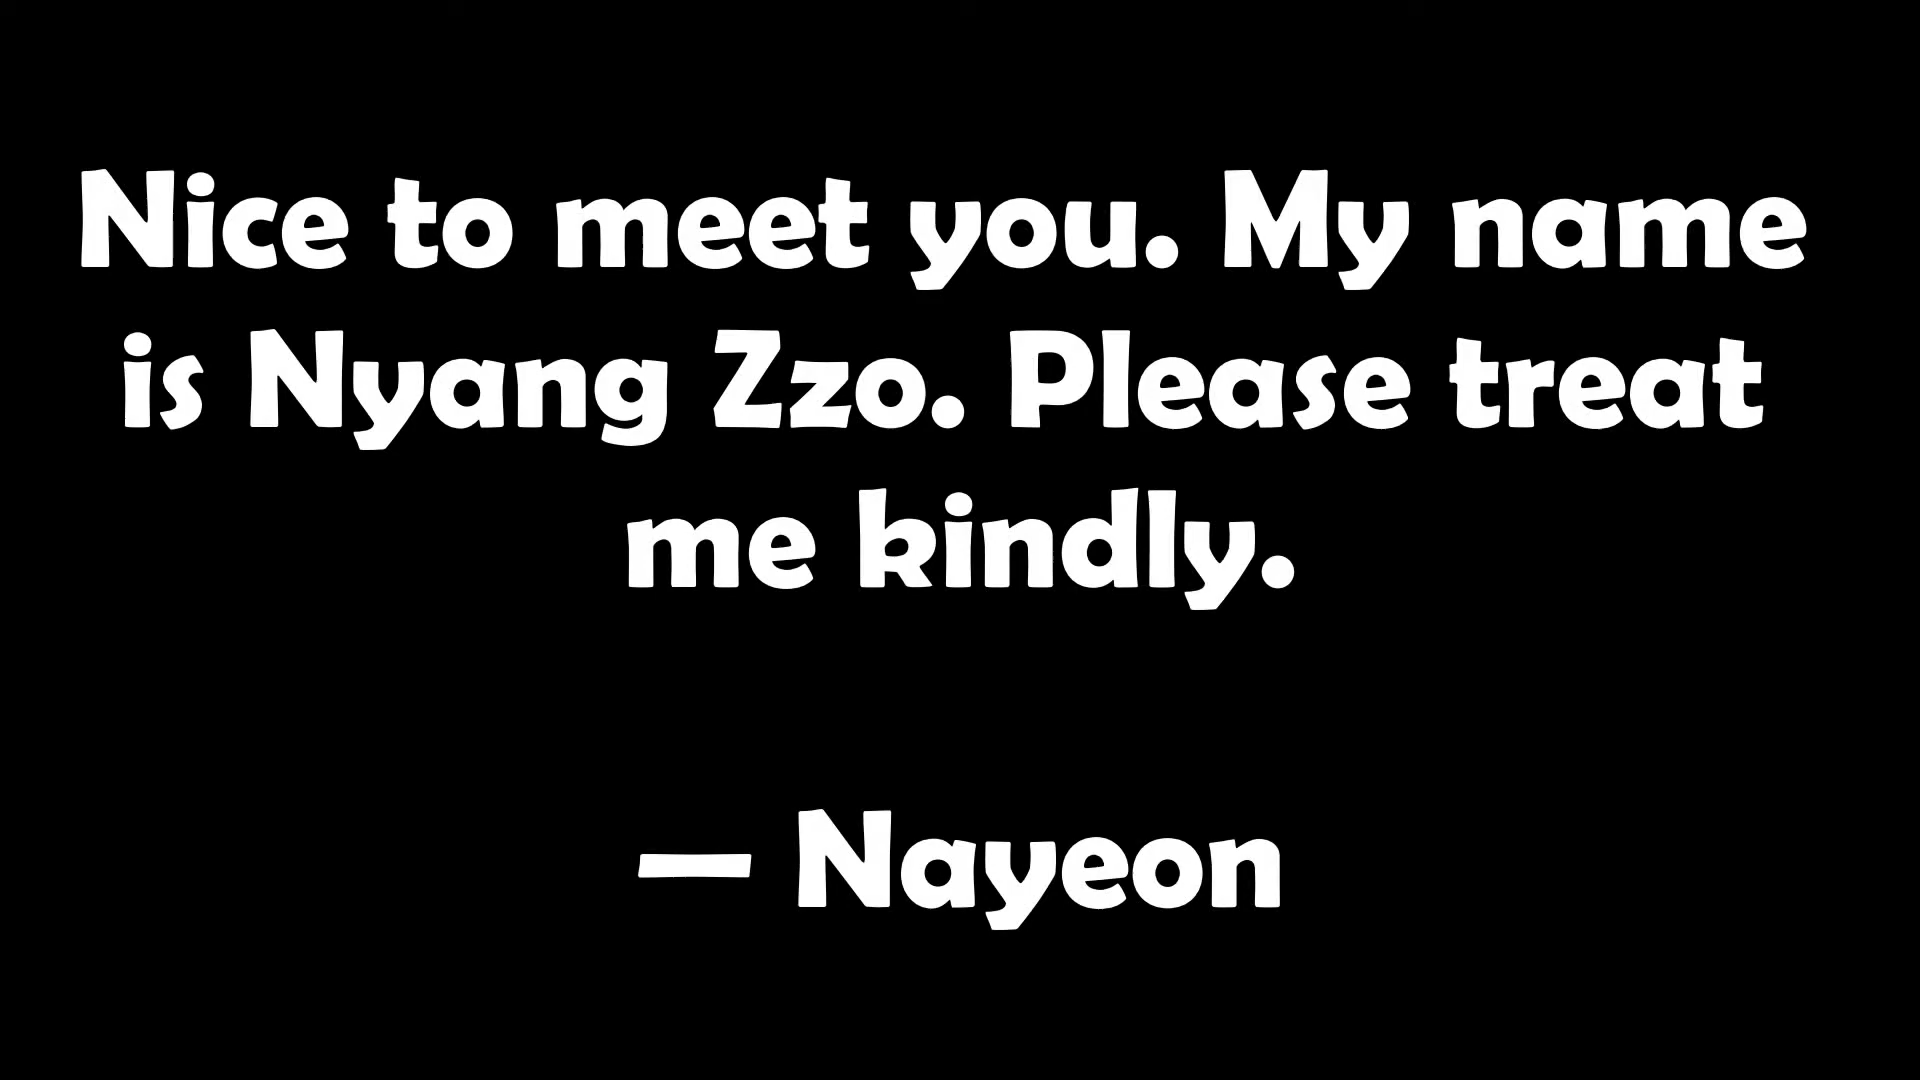 Nice to meet you. My name
is Nyang Zzo. Please treat
me kindly.
— Nayeon